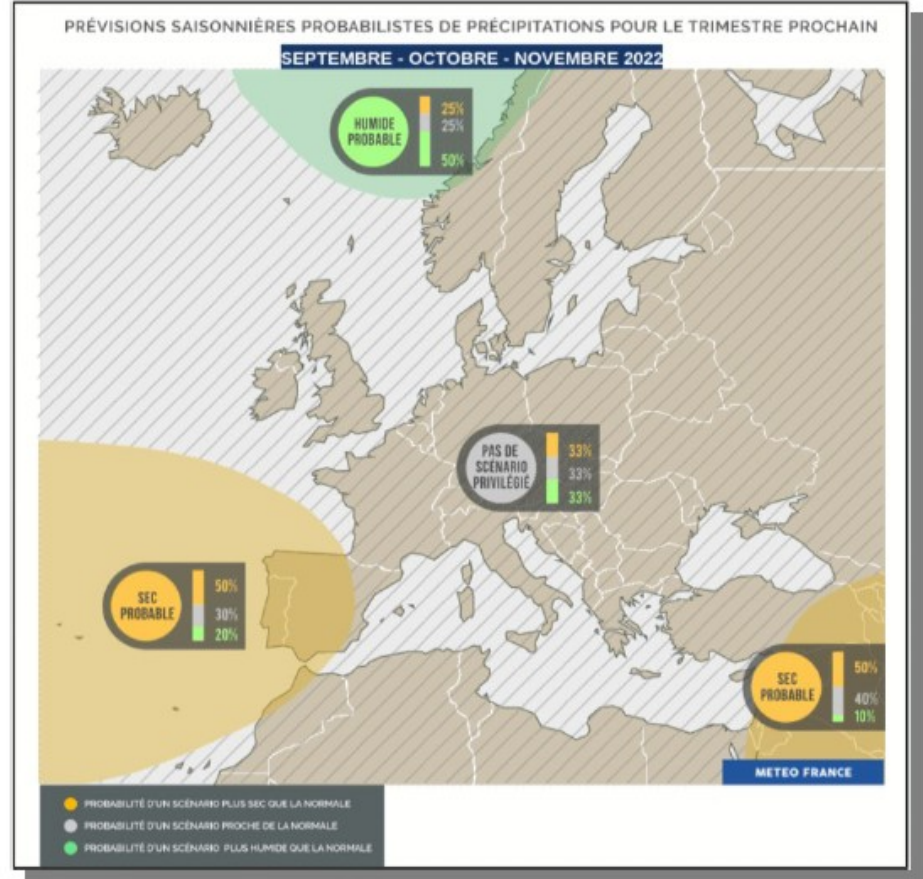 PRÉVISIONS SAISONNIÈRES PROBABILISTES DE PRÉCIPITATIONS POUR LE TRIMESTRE PROCHAIN
SEPTEMBRE - OCTOBRE - NOVEMBRE 2022
HUMIDE
PROBABLE
25%
25%
50%
PAS DE
SCÉNARIO
PRIVILÉGIÉ
33%
33%
33%
SEC
PROBABLE
50%
30%
20%
SEC
PROBABLE
50%
40%
10%
METEO FRANCE
PROBABILITÉ D'UN SCÉNARIO PLUS SEC QUE LA NORMALE
PROBABILITÉ D'UN SCÉNARIO PROCHE DE LA NORMALE
PROBABILITÉ D'UN SCÉNARIO PLUS HUMIDE QUE LA NORMALE